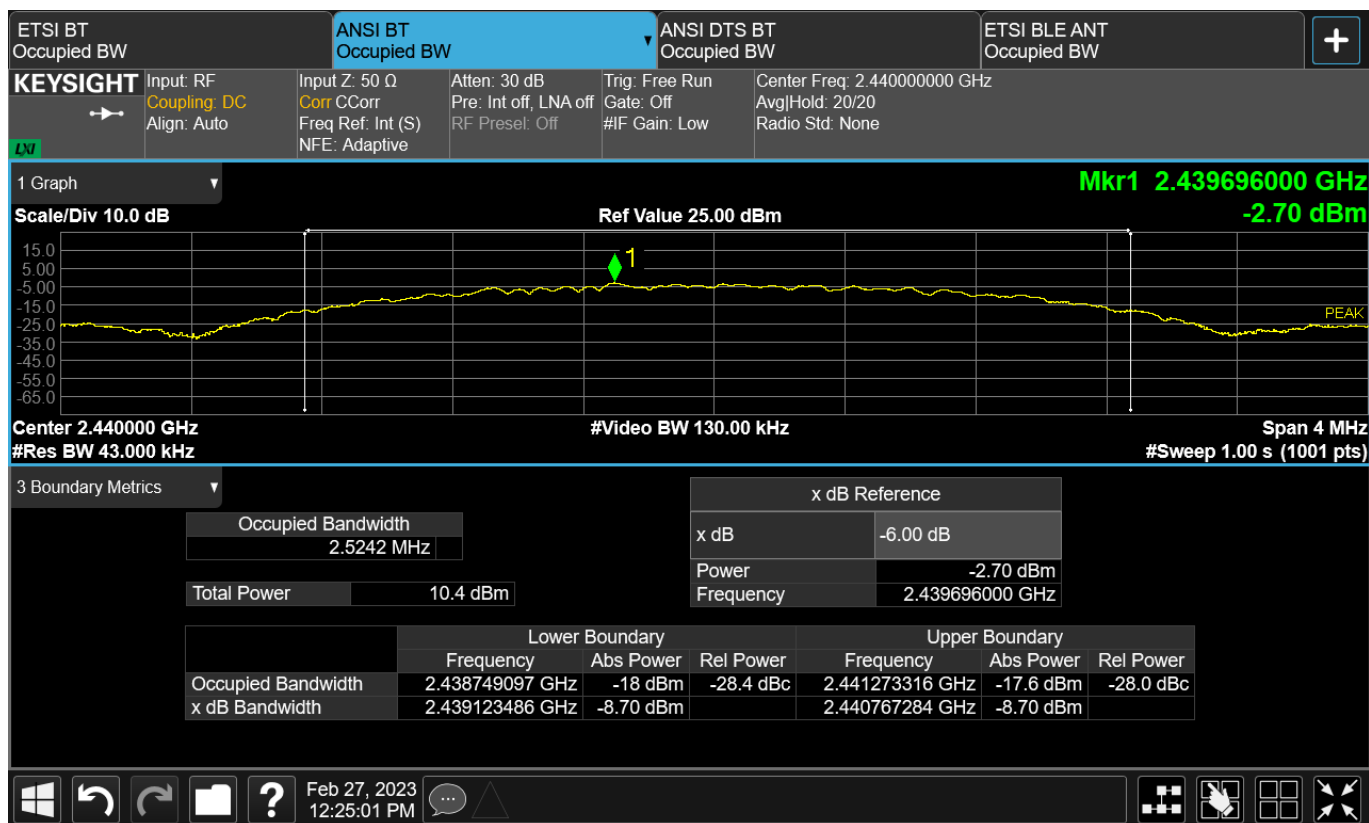 ETSI BT
Occupied BW
ANSI BT
Occupied BW
ANSI DTS BT
Occupied BW
ETSI BLE ANT
Occupied BW
KEYSIGHT
LXI
Input: RF
Coupling: DC
Align: Auto
Input Z: 50 Ω
Corr CCorr
Freq Ref: Int (S)
NFE: Adaptive
Atten: 30 dB
Pre: Int off, LNA off
RF Presel: Off
Trig: Free Run
Gate: Off
#IF Gain: Low
Center Freq: 2.440000000 GHz
Avg|Hold: 20/20
Radio Std: None
1 Graph
Mkr1 2.439696000 GHz
Scale/Div 10.0 dB
Ref Value 25.00 dBm
-2.70 dBm
15.0
5.00
-5.00
-15.0
-25.0
-35.0
-45.0
-55.0
-65.0
1
PEAK
Center 2.440000 GHz
#Video BW 130.00 kHz
Span 4 MHz
#Res BW 43.000 kHz
#Sweep 1.00 s (1001 pts)
3 Boundary Metrics
Occupied Bandwidth
2.5242 MHz
Total Power 10.4 dBm
x dB Reference
x dB -6.00 dB
Power -2.70 dBm
Frequency 2.439696000 GHz
Lower Boundary Upper Boundary
Frequency Abs Power Rel Power Frequency Abs Power Rel Power
Occupied Bandwidth 2.438749097 GHz -18 dBm -28.4 dBc 2.441273316 GHz -17.6 dBm -28.0 dBc
x dB Bandwidth 2.439123486 GHz -8.70 dBm 2.440767284 GHz -8.70 dBm
?
Feb 27, 2023
12:25:01 PM